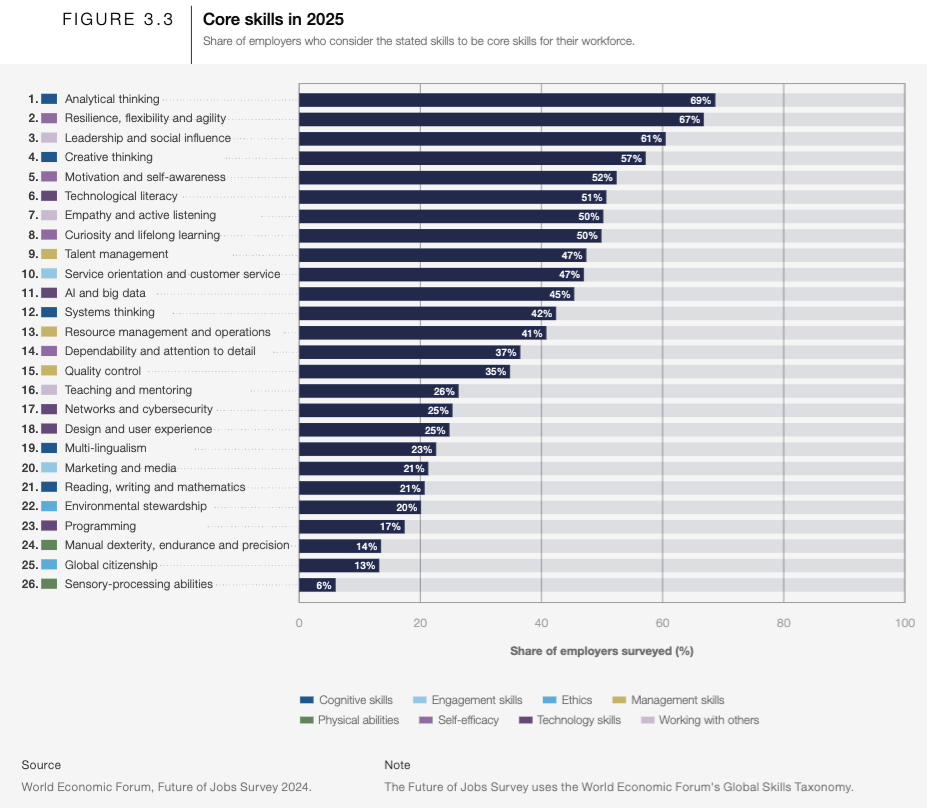 FIGURE 3.3
Core skills in 2025
Share of employers who consider the stated skills to be core skills for their workforce.
1. Analytical thinking 69%
2. Resilience, flexibility and agility 67%
3. Leadership and social influence 61%
4. Creative thinking 57%
5. Motivation and self-awareness 52%
6. Technological literacy 51%
7. Empathy and active listening 50%
8. Curiosity and lifelong learning 50%
9. Talent management 47%
10. Service orientation and customer service 47%
11. AI and big data 45%
12. Systems thinking 42%
13. Resource management and operations 41%
14. Dependability and attention to detail 37%
15. Quality control 35%
16. Teaching and mentoring 26%
17. Networks and cybersecurity 25%
18. Design and user experience 25%
19. Multi-lingualism 23%
20. Marketing and media 21%
21. Reading, writing and mathematics 21%
22. Environmental stewardship 20%
23. Programming 17%
24. Manual dexterity, endurance and precision 14%
25. Global citizenship 13%
26. Sensory-processing abilities 6%
0 20 40 60 80 100
Share of employers surveyed (%)
Cognitive skills Engagement skills Ethics Management skills
Physical abilities Self-efficacy Technology skills Working with others
Source
World Economic Forum, Future of Jobs Survey 2024.
Note
The Future of Jobs Survey uses the World Economic Forum's Global Skills Taxonomy.